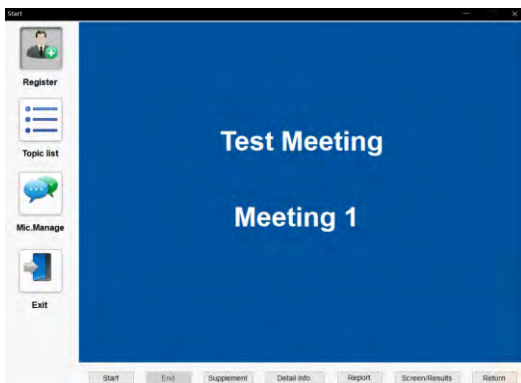 Start
Register
Topic list
Mic.Manage
Exit
Test Meeting
Meeting 1
Start End Supplement Detail info. Report Screen/Results Return